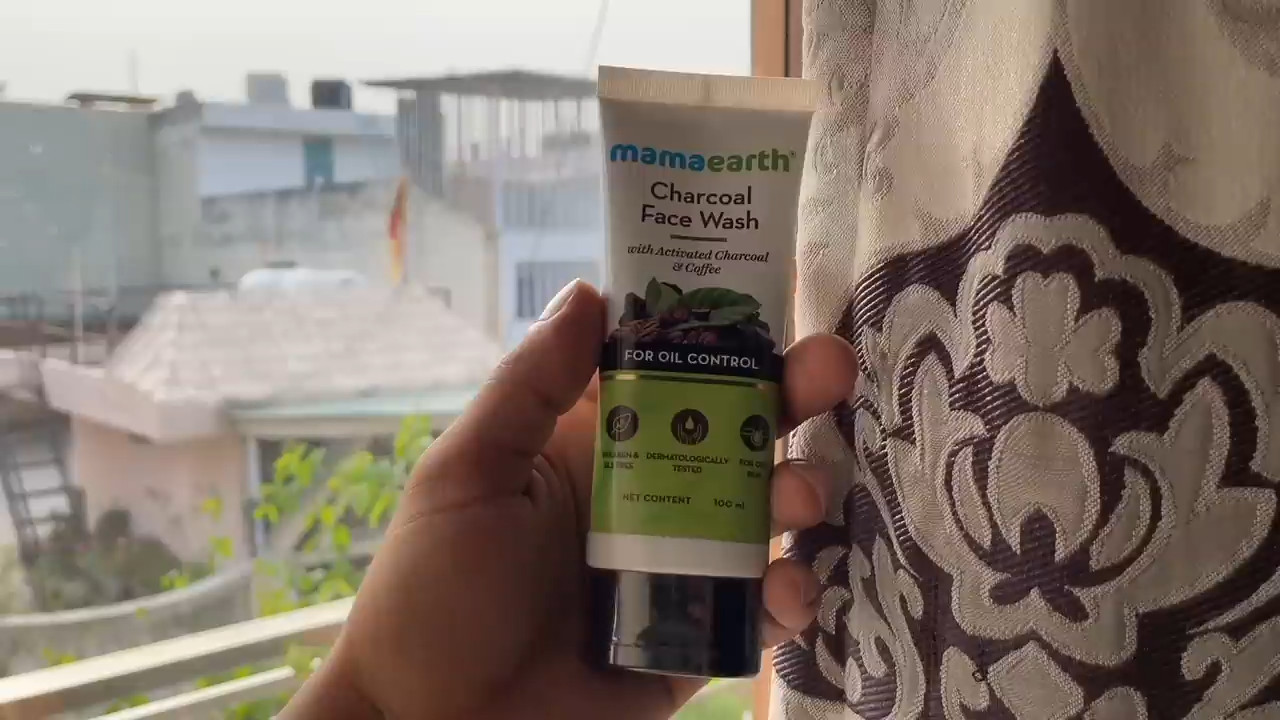 mamaearth
Charcoal
Face Wash
with Activated Charcoal
& Coffee
FOR OIL CONTROL
DERMATOLOGICALLY
TESTED
NET CONTENT 100 ml